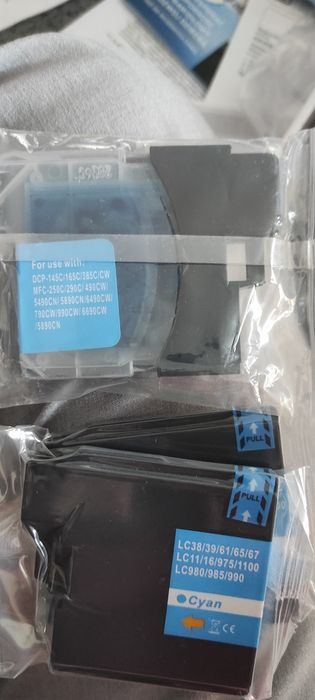 For use with:
DCP-145C/165C/385C/CW
MFC-250C/290C/490CW/
5490CN/5890CN/6490CW/
790CW/990CW/6690CW
/5890CN
PULL
PULL
LC38/39/61/65/67
LC11/16/975/1100
LC980/985/990
Cyan
CE